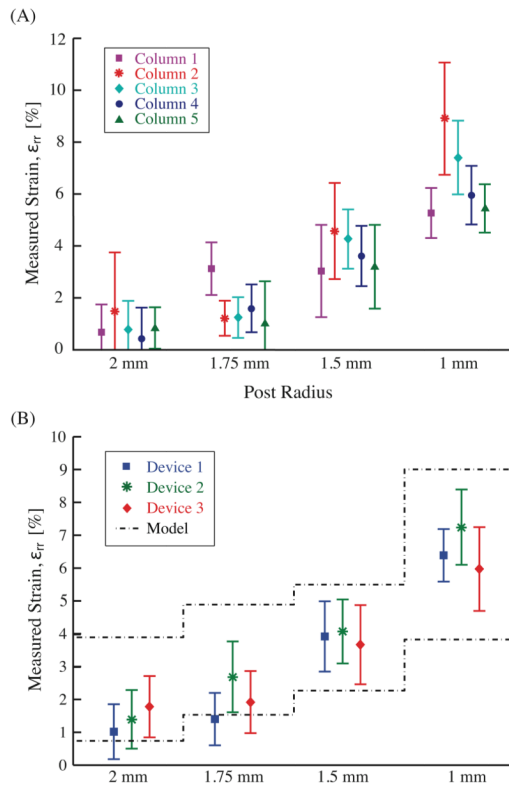 (A)
12
10
8
6
4
2
0
Measured Strain, εrr [%]
Column 1
Column 2
Column 3
Column 4
Column 5
2 mm 1.75 mm 1.5 mm 1 mm
Post Radius
(B)
10
9
8
7
6
5
4
3
2
1
0
Measured Strain, εrr [%]
Device 1
Device 2
Device 3
Model
2 mm 1.75 mm 1.5 mm 1 mm